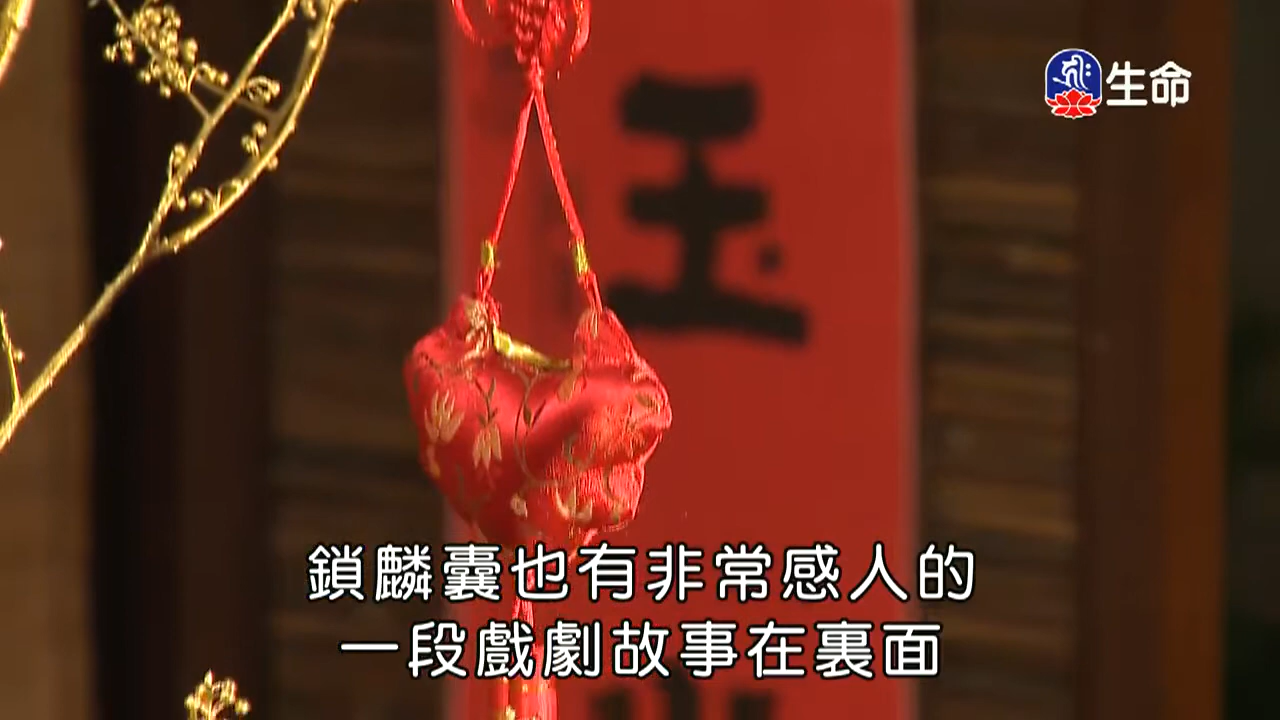 生命
玉
鎖麟囊也有非常感人的
一段戲劇故事在裏面